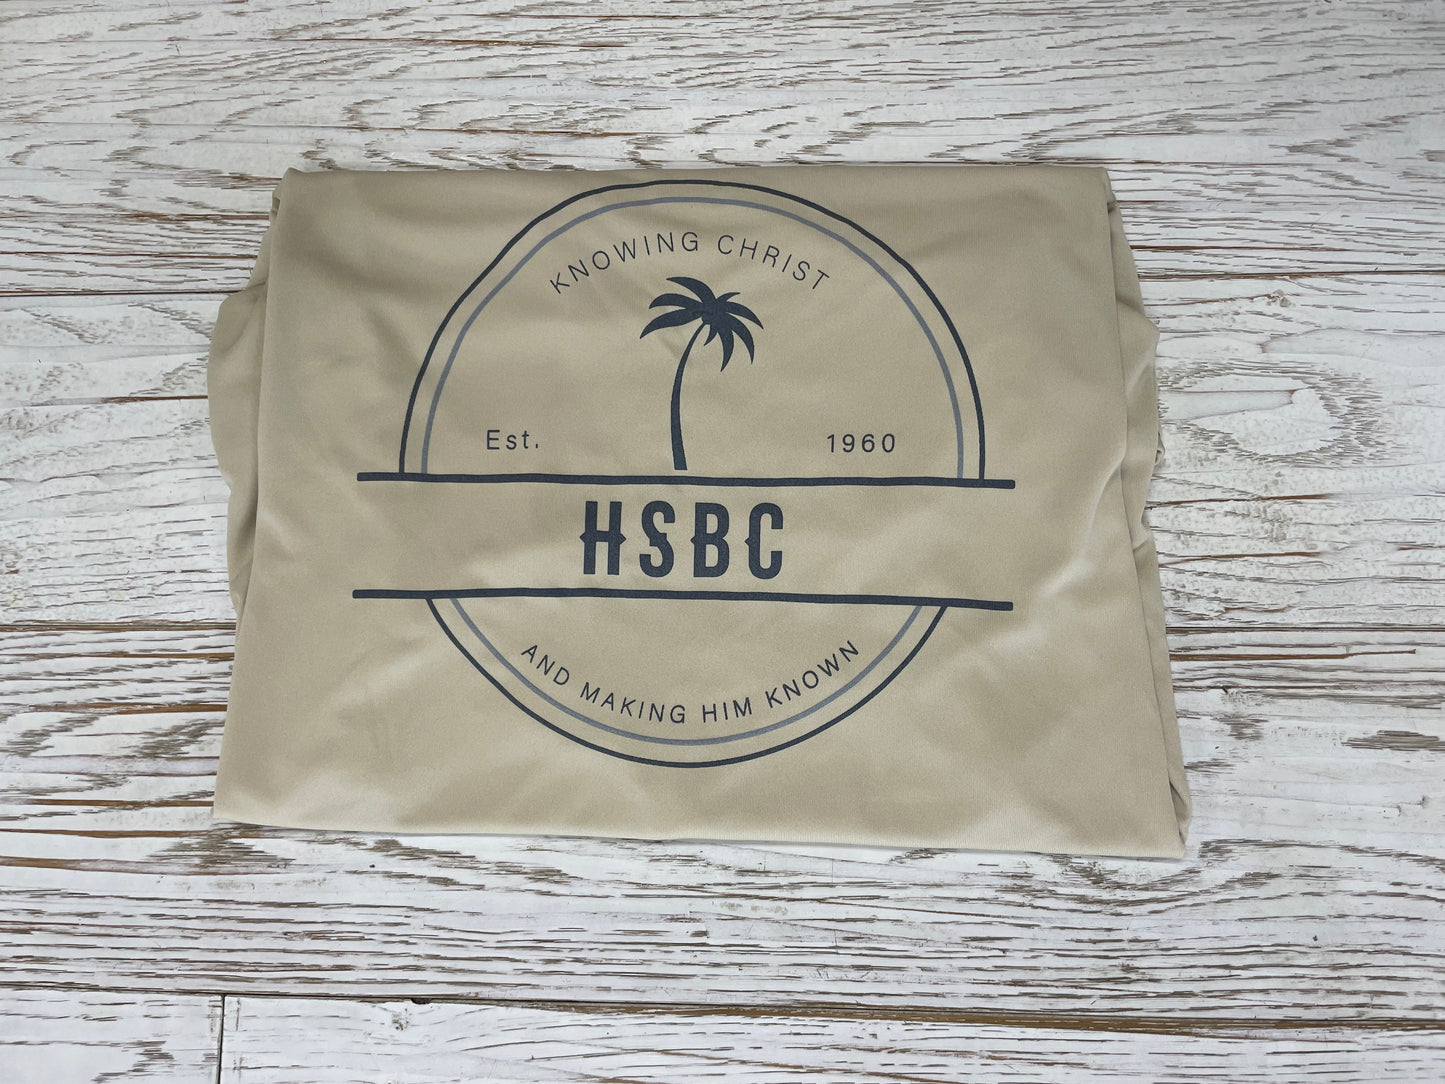 KNOWING CHRIST
Est. 1960
HSBC
AND MAKING HIM KNOWN